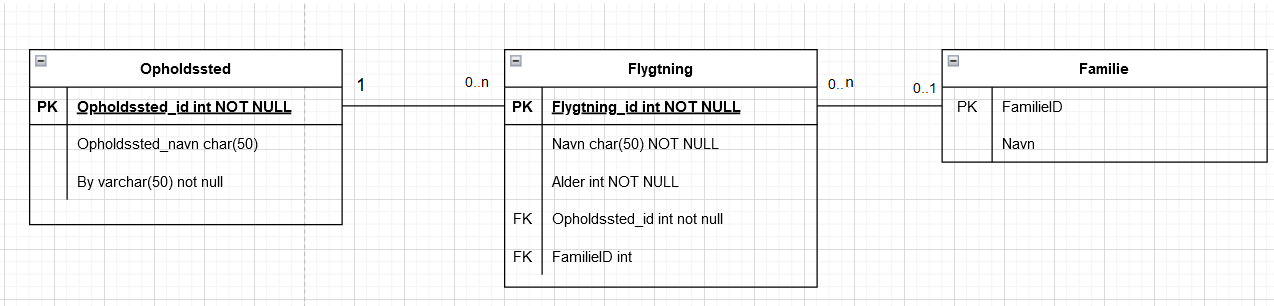 Opholdssted
PK Opholdssted_id int NOT NULL
Opholdssted_navn char(50)
By varchar(50) not null
1
0..n
Flygtning
PK Flygtning_id int NOT NULL
Navn char(50) NOT NULL
Alder int NOT NULL
FK Opholdssted_id int not null
FK FamilieID int
0..n
0..1
Familie
PK FamilieID
Navn